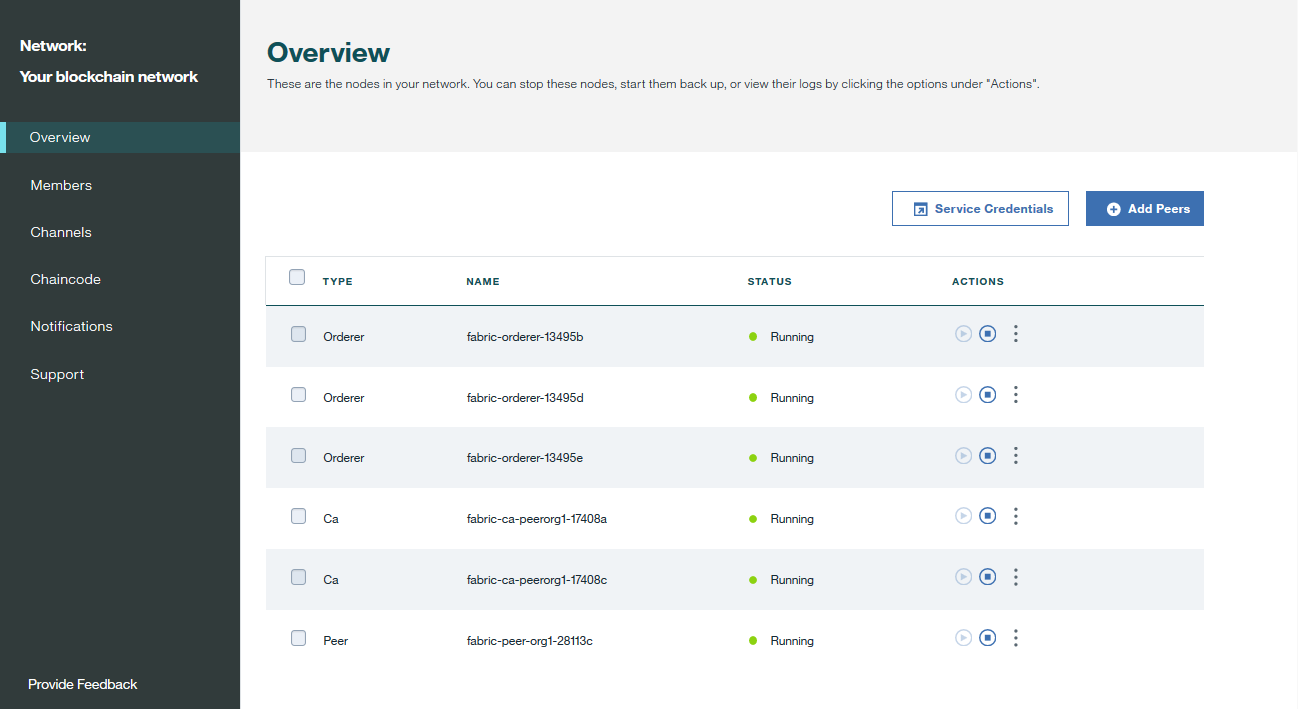 Network:
Your blockchain network
Overview
Members
Channels
Chaincode
Notifications
Support
Provide Feedback
Overview
These are the nodes in your network. You can stop these nodes, start them back up, or view their logs by clicking the options under "Actions".
Service Credentials Add Peers
TYPE NAME STATUS ACTIONS
Orderer fabric-orderer-13495b Running
Orderer fabric-orderer-13495d Running
Orderer fabric-orderer-13495e Running
Ca fabric-ca-peerorg1-17408a Running
Ca fabric-ca-peerorg1-17408c Running
Peer fabric-peer-org1-28113c Running